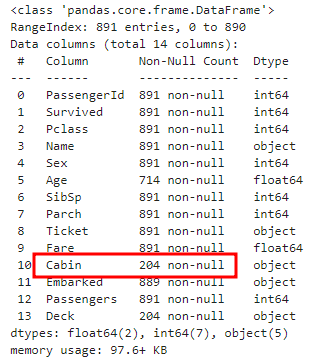 <class 'pandas.core.frame.DataFrame'>
RangeIndex: 891 entries, 0 to 890
Data columns (total 14 columns):
 #   Column       Non-Null Count  Dtype
---  ------       --------------  -----
 0   PassengerId  891 non-null    int64
 1   Survived     891 non-null    int64
 2   Pclass       891 non-null    int64
 3   Name         891 non-null    object
 4   Sex          891 non-null    int64
 5   Age          714 non-null    float64
 6   SibSp        891 non-null    int64
 7   Parch        891 non-null    int64
 8   Ticket       891 non-null    object
 9   Fare         891 non-null    float64
 10  Cabin        204 non-null    object
 11  Embarked     889 non-null    object
 12  Passengers   891 non-null    int64
 13  Deck         204 non-null    object
dtypes: float64(2), int64(7), object(5)
memory usage: 97.6+ KB